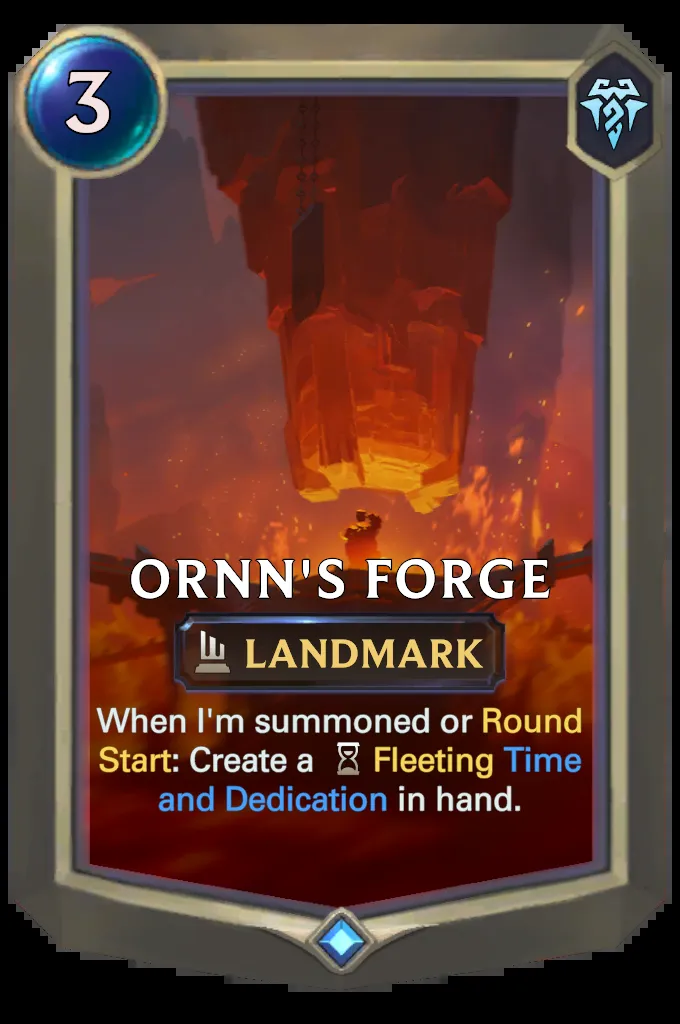 3
ORNN'S FORGE
LANDMARK
When I'm summoned or Round
Start: Create a Fleeting Time
and Dedication in hand.